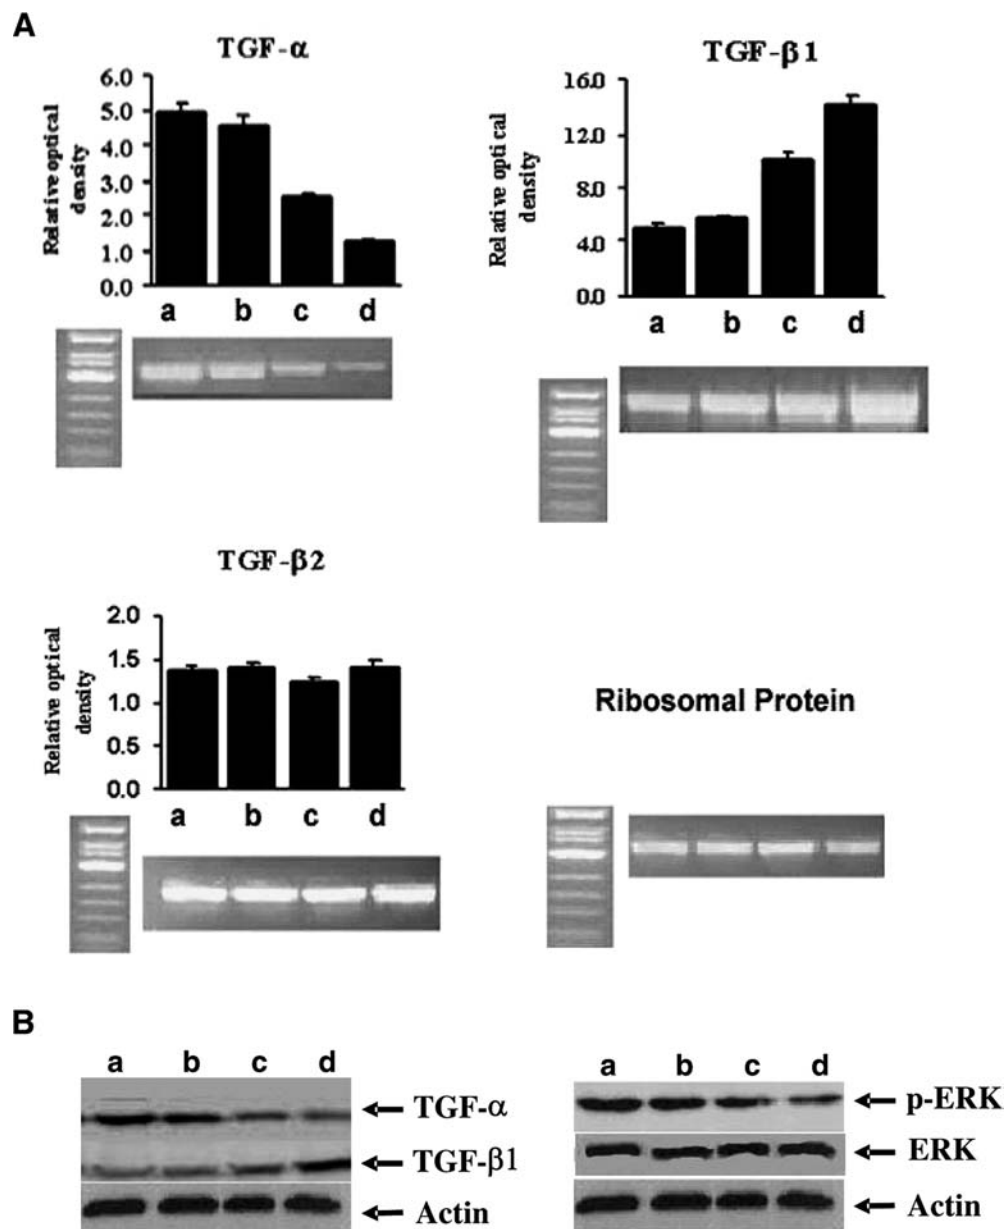 A
TGF-α
Relative optical density
6.0
5.0
4.0
3.0
2.0
1.0
0.0
a b c d
TGF-β1
Relative optical density
16.0
12.0
8.0
4.0
0.0
a b c d
TGF-β2
Relative optical density
2.0
1.5
1.0
0.5
0.0
a b c d
Ribosomal Protein
B
a b c d
TGF-α
TGF-β1
Actin
a b c d
p-ERK
ERK
Actin